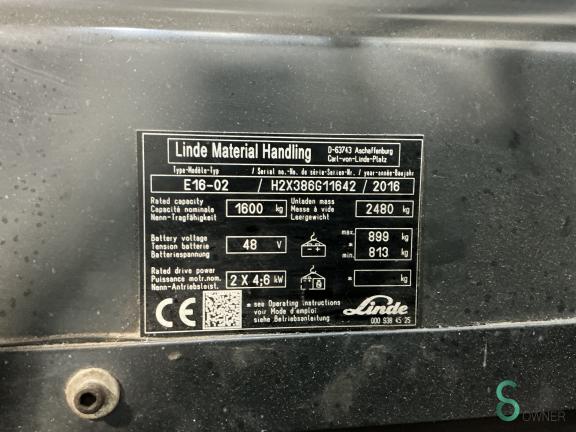 Linde Material Handling D-63743 Aschaffenburg
Carl-von-Linde-Platz
Type-Modèle-Typ / Serial no.-No. de série-Serien-Nr. / year-année-Baujahr
E16-02 / H2X386G11642 / 2016
Rated capacity
Capacité nominale
Nenn-Tragfähigkeit
1600 kg
Unladen mass
Masse à vide
Leergewicht
2480 kg
Battery voltage
Tension batterie
Batteriespannung
48 V
max. 899 kg
*
min. 813 kg
Rated drive power
Puissance motr.nom.
Nenn-Antriebsleist.
2 X 4,6 kW
* kg
* see Operating instructions
voir Mode d'emploi
siehe Betriebsanleitung
CE
Linde
000 938 45 25
S OWNER